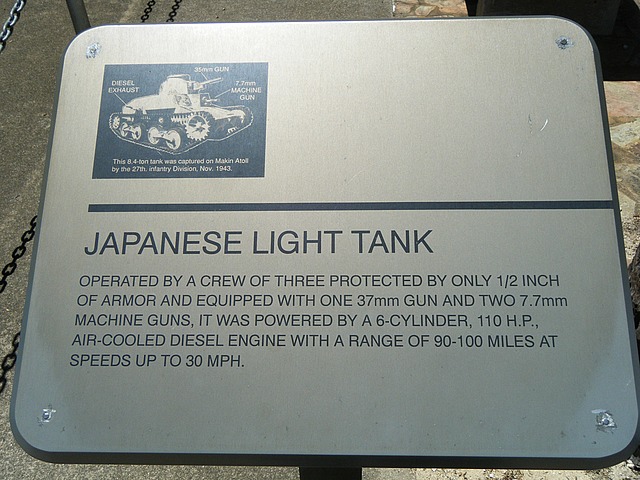 35mm GUN
DIESEL
EXHAUST
7.7mm
MACHINE
GUN
This 8.4-ton tank was captured on Makin Atoll
by the 27th. infantry Division, Nov. 1943.
JAPANESE LIGHT TANK
OPERATED BY A CREW OF THREE PROTECTED BY ONLY 1/2 INCH
OF ARMOR AND EQUIPPED WITH ONE 37mm GUN AND TWO 7.7mm
MACHINE GUNS, IT WAS POWERED BY A 6-CYLINDER, 110 H.P.,
AIR-COOLED DIESEL ENGINE WITH A RANGE OF 90-100 MILES AT
SPEEDS UP TO 30 MPH.